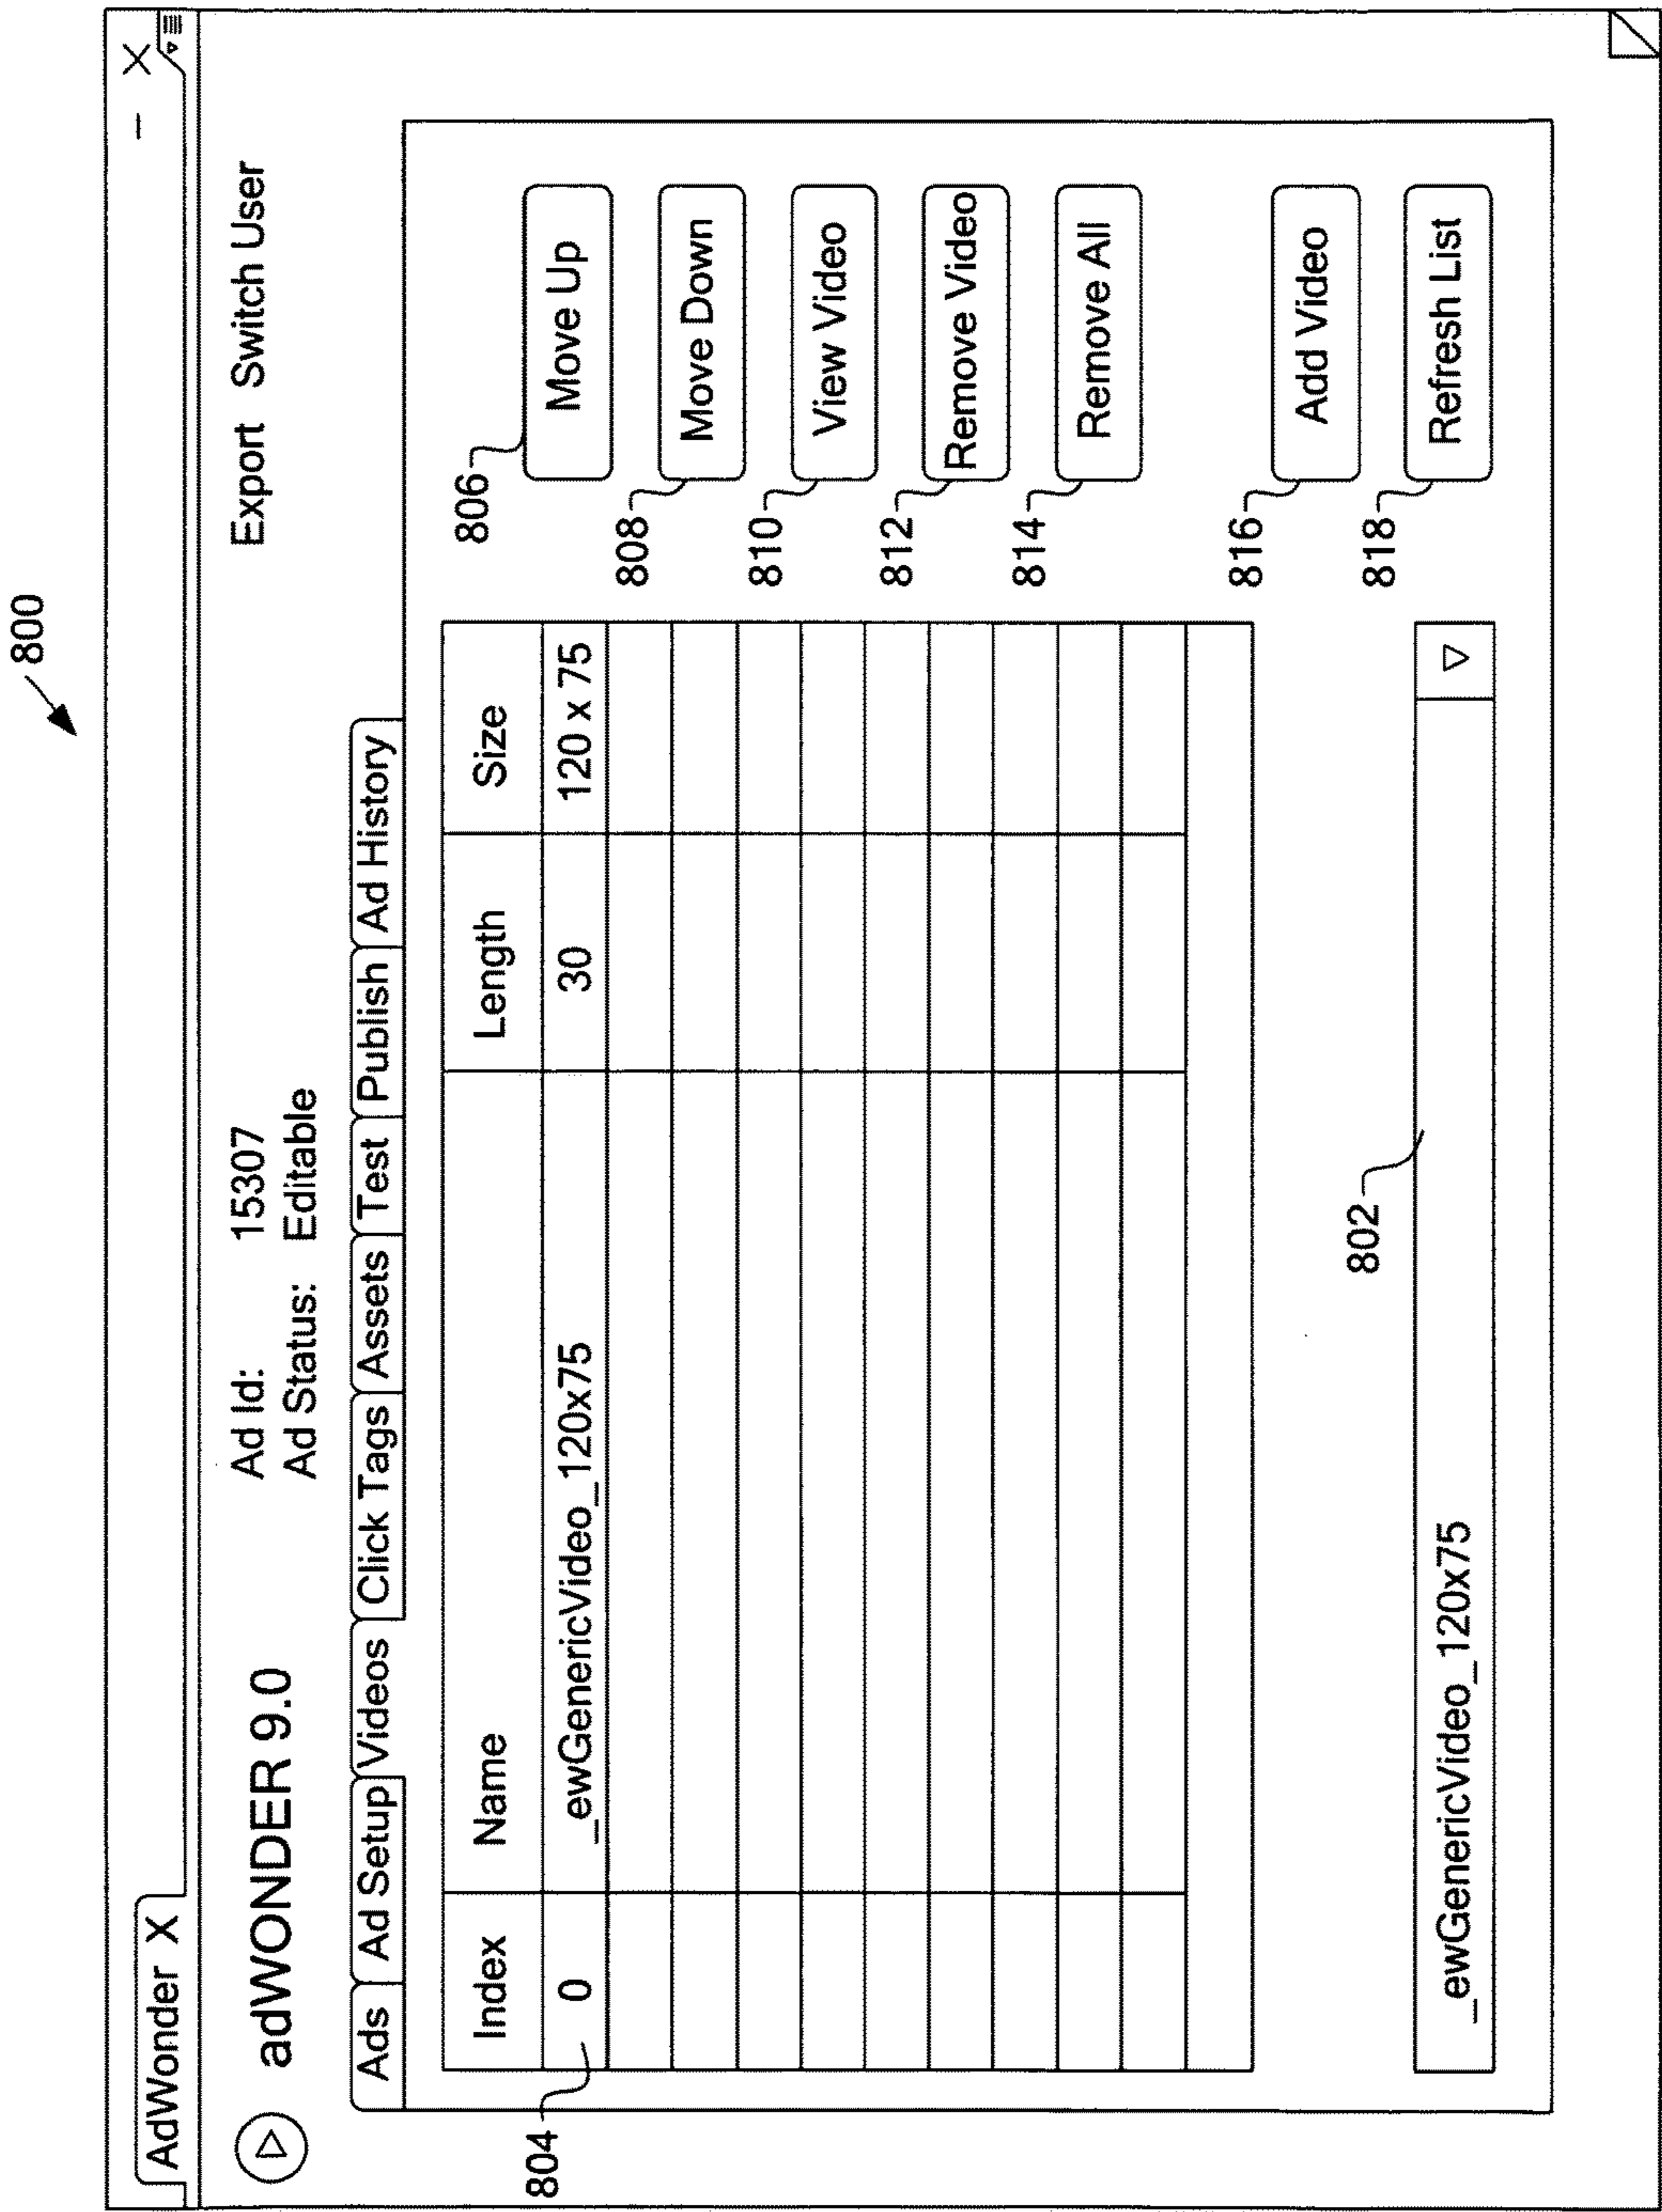 800
AdWonder X
adWONDER 9.0
Ad Id: 15307
Ad Status: Editable
Export Switch User
Ads Ad Setup Videos Click Tags Assets Test Publish Ad History
Index Name Length Size
0 _ewGenericVideo_120x75 30 120 x 75
804
806 Move Up
808 Move Down
810 View Video
812 Remove Video
814 Remove All
816 Add Video
802
_ewGenericVideo_120x75
818 Refresh List